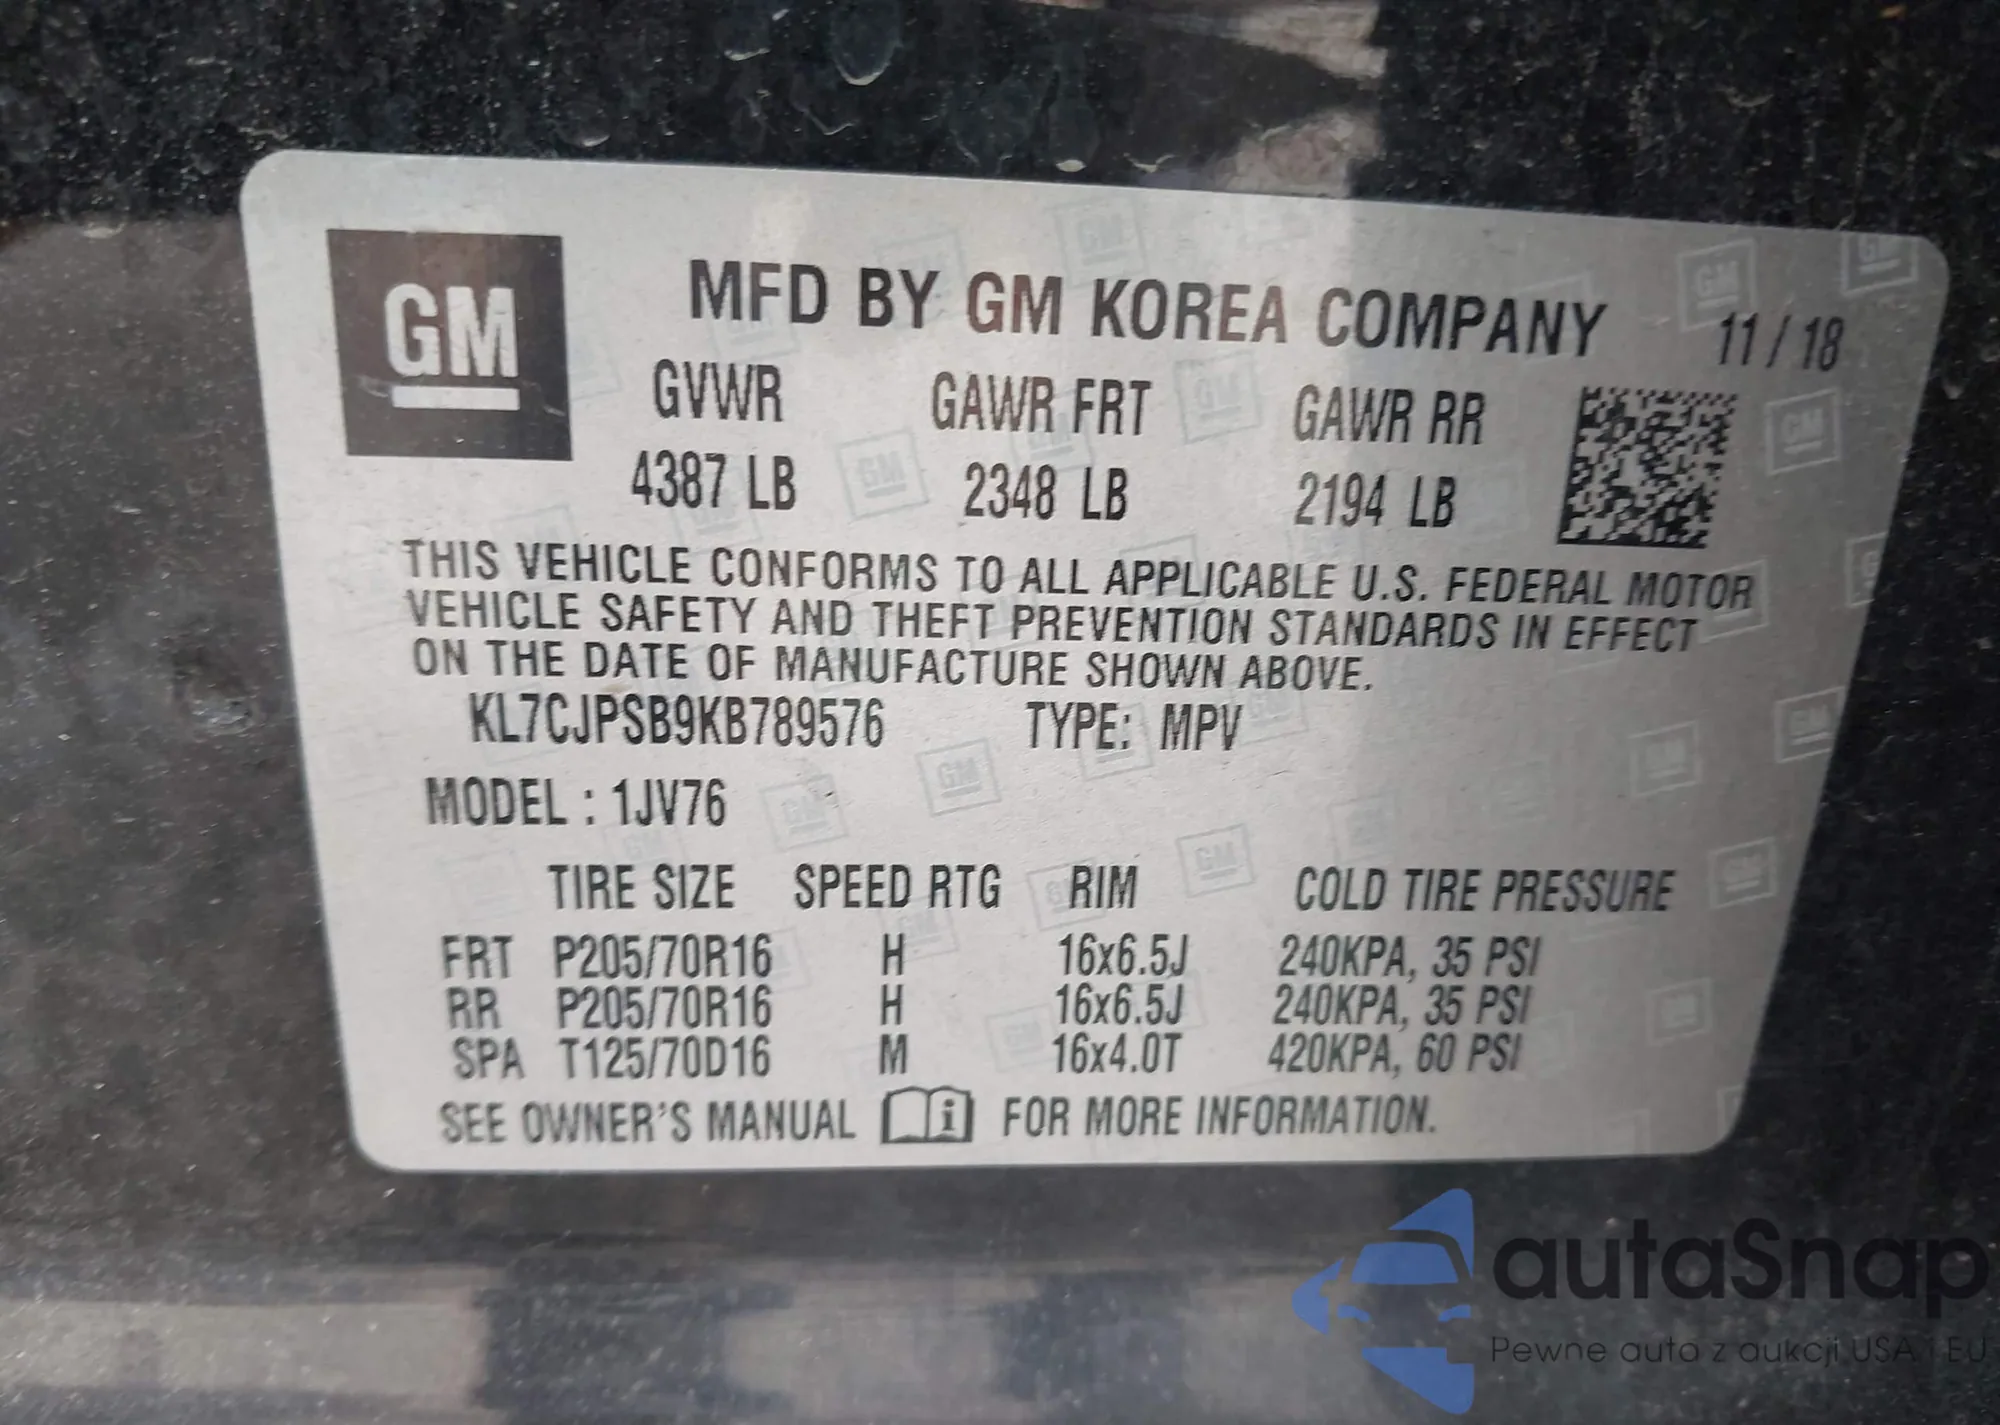 GM
MFD BY GM KOREA COMPANY 11 / 18
GVWR GAWR FRT GAWR RR
4387 LB 2348 LB 2194 LB
THIS VEHICLE CONFORMS TO ALL APPLICABLE U.S. FEDERAL MOTOR
VEHICLE SAFETY AND THEFT PREVENTION STANDARDS IN EFFECT
ON THE DATE OF MANUFACTURE SHOWN ABOVE.
KL7CJPSB9KB789576 TYPE: MPV
MODEL : 1JV76
TIRE SIZE SPEED RTG RIM COLD TIRE PRESSURE
FRT P205/70R16 H 16x6.5J 240KPA, 35 PSI
RR P205/70R16 H 16x6.5J 240KPA, 35 PSI
SPA T125/70D16 M 16x4.0T 420KPA, 60 PSI
SEE OWNER'S MANUAL i FOR MORE INFORMATION.
autaSnap
Pewne auto z aukcji USA i EU